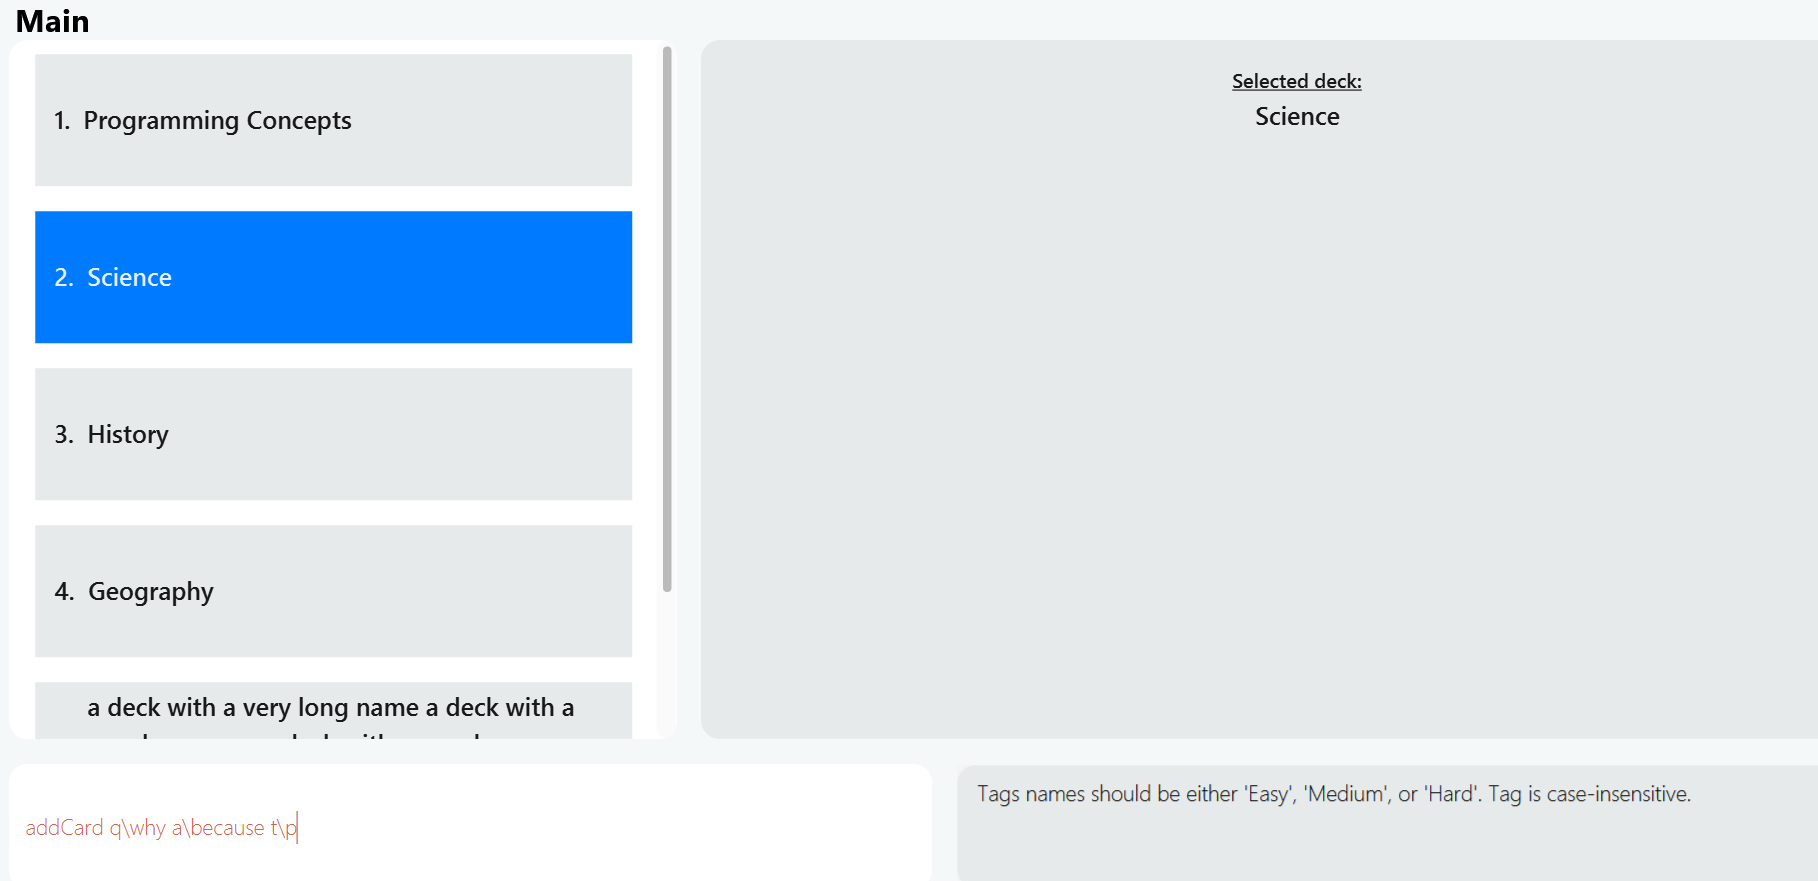 Main
1. Programming Concepts
2. Science
3. History
4. Geography
a deck with a very long name a deck with a
Selected deck:
Science
addCard q\why a\because t\p
Tags names should be either 'Easy', 'Medium', or 'Hard'. Tag is case-insensitive.